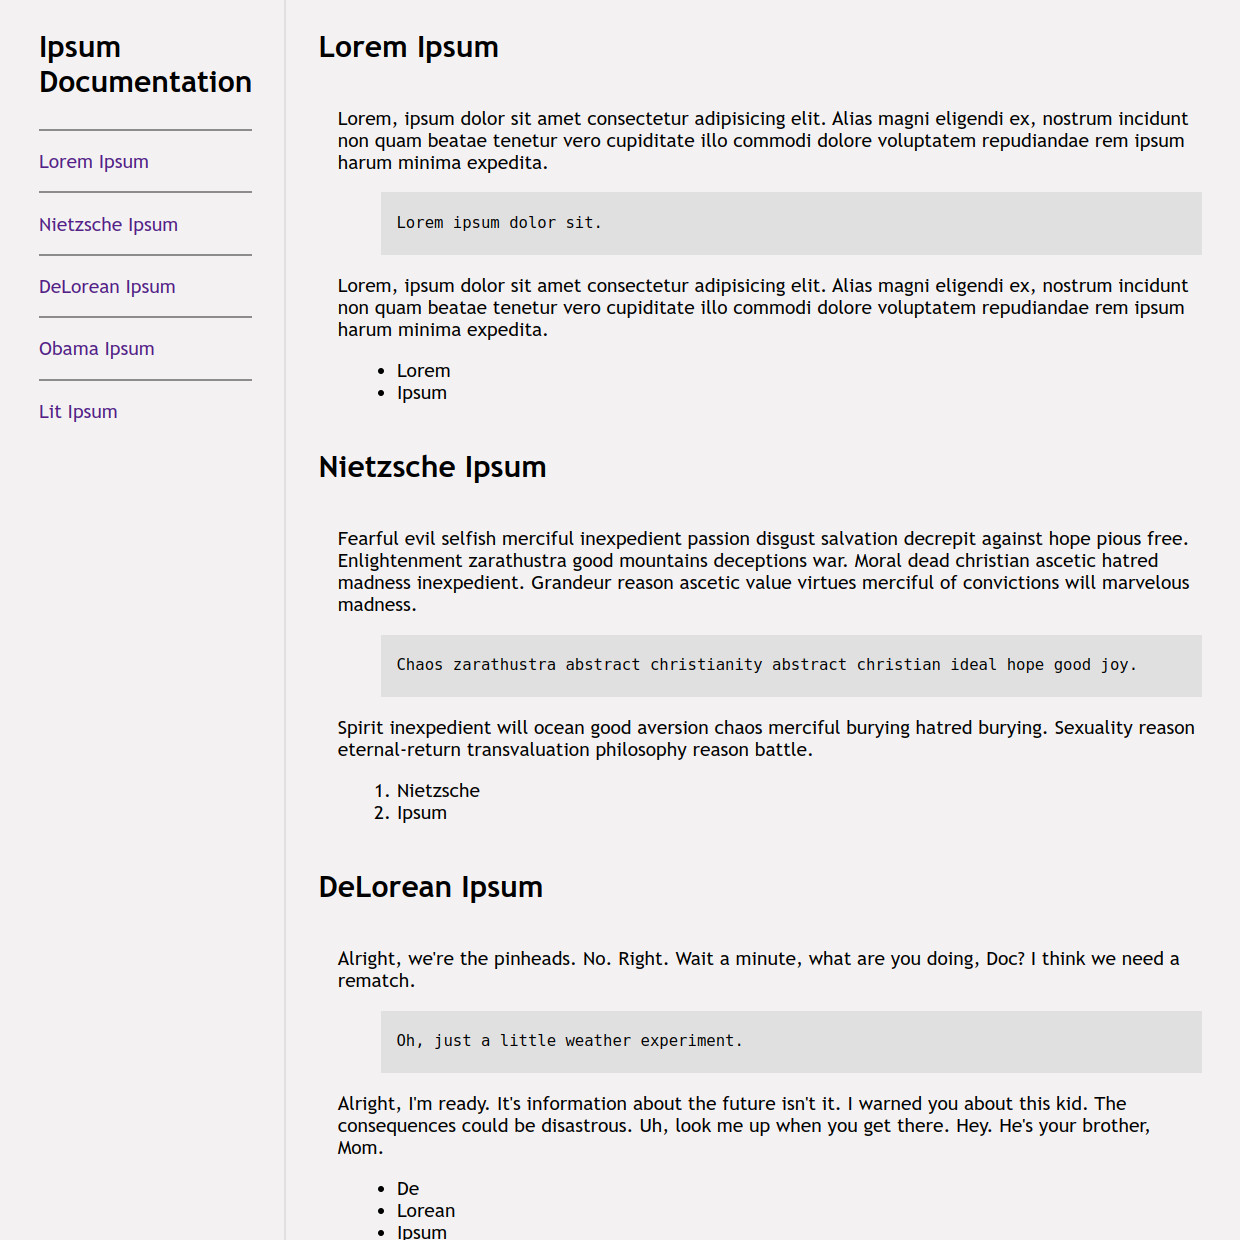 Ipsum
Documentation
Lorem Ipsum
Nietzsche Ipsum
DeLorean Ipsum
Obama Ipsum
Lit Ipsum
Lorem Ipsum
Lorem, ipsum dolor sit amet consectetur adipisicing elit. Alias magni eligendi ex, nostrum incidunt
non quam beatae tenetur vero cupiditate illo commodi dolore voluptatem repudiandae rem ipsum
harum minima expedita.
Lorem ipsum dolor sit.
Lorem, ipsum dolor sit amet consectetur adipisicing elit. Alias magni eligendi ex, nostrum incidunt
non quam beatae tenetur vero cupiditate illo commodi dolore voluptatem repudiandae rem ipsum
harum minima expedita.
• Lorem
• Ipsum
Nietzsche Ipsum
Fearful evil selfish merciful inexpedient passion disgust salvation decrepit against hope pious free.
Enlightenment zarathustra good mountains deceptions war. Moral dead christian ascetic hatred
madness inexpedient. Grandeur reason ascetic value virtues merciful of convictions will marvelous
madness.
Chaos zarathustra abstract christianity abstract christian ideal hope good joy.
Spirit inexpedient will ocean good aversion chaos merciful burying hatred burying. Sexuality reason
eternal-return transvaluation philosophy reason battle.
1. Nietzsche
2. Ipsum
DeLorean Ipsum
Alright, we're the pinheads. No. Right. Wait a minute, what are you doing, Doc? I think we need a
rematch.
Oh, just a little weather experiment.
Alright, I'm ready. It's information about the future isn't it. I warned you about this kid. The
consequences could be disastrous. Uh, look me up when you get there. Hey. He's your brother,
Mom.
• De
• Lorean
• Ipsum